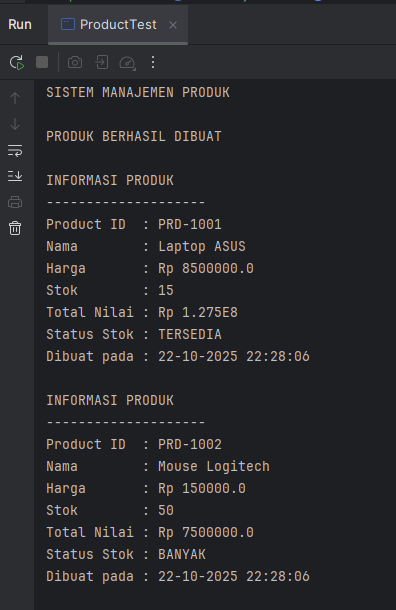 Run
ProductTest
SISTEM MANAJEMEN PRODUK
PRODUK BERHASIL DIBUAT
INFORMASI PRODUK
--------------------
Product ID  : PRD-1001
Nama        : Laptop ASUS
Harga       : Rp 8500000.0
Stok        : 15
Total Nilai : Rp 1.275E8
Status Stok : TERSEDIA
Dibuat pada : 22-10-2025 22:28:06
INFORMASI PRODUK
--------------------
Product ID  : PRD-1002
Nama        : Mouse Logitech
Harga       : Rp 150000.0
Stok        : 50
Total Nilai : Rp 7500000.0
Status Stok : BANYAK
Dibuat pada : 22-10-2025 22:28:06